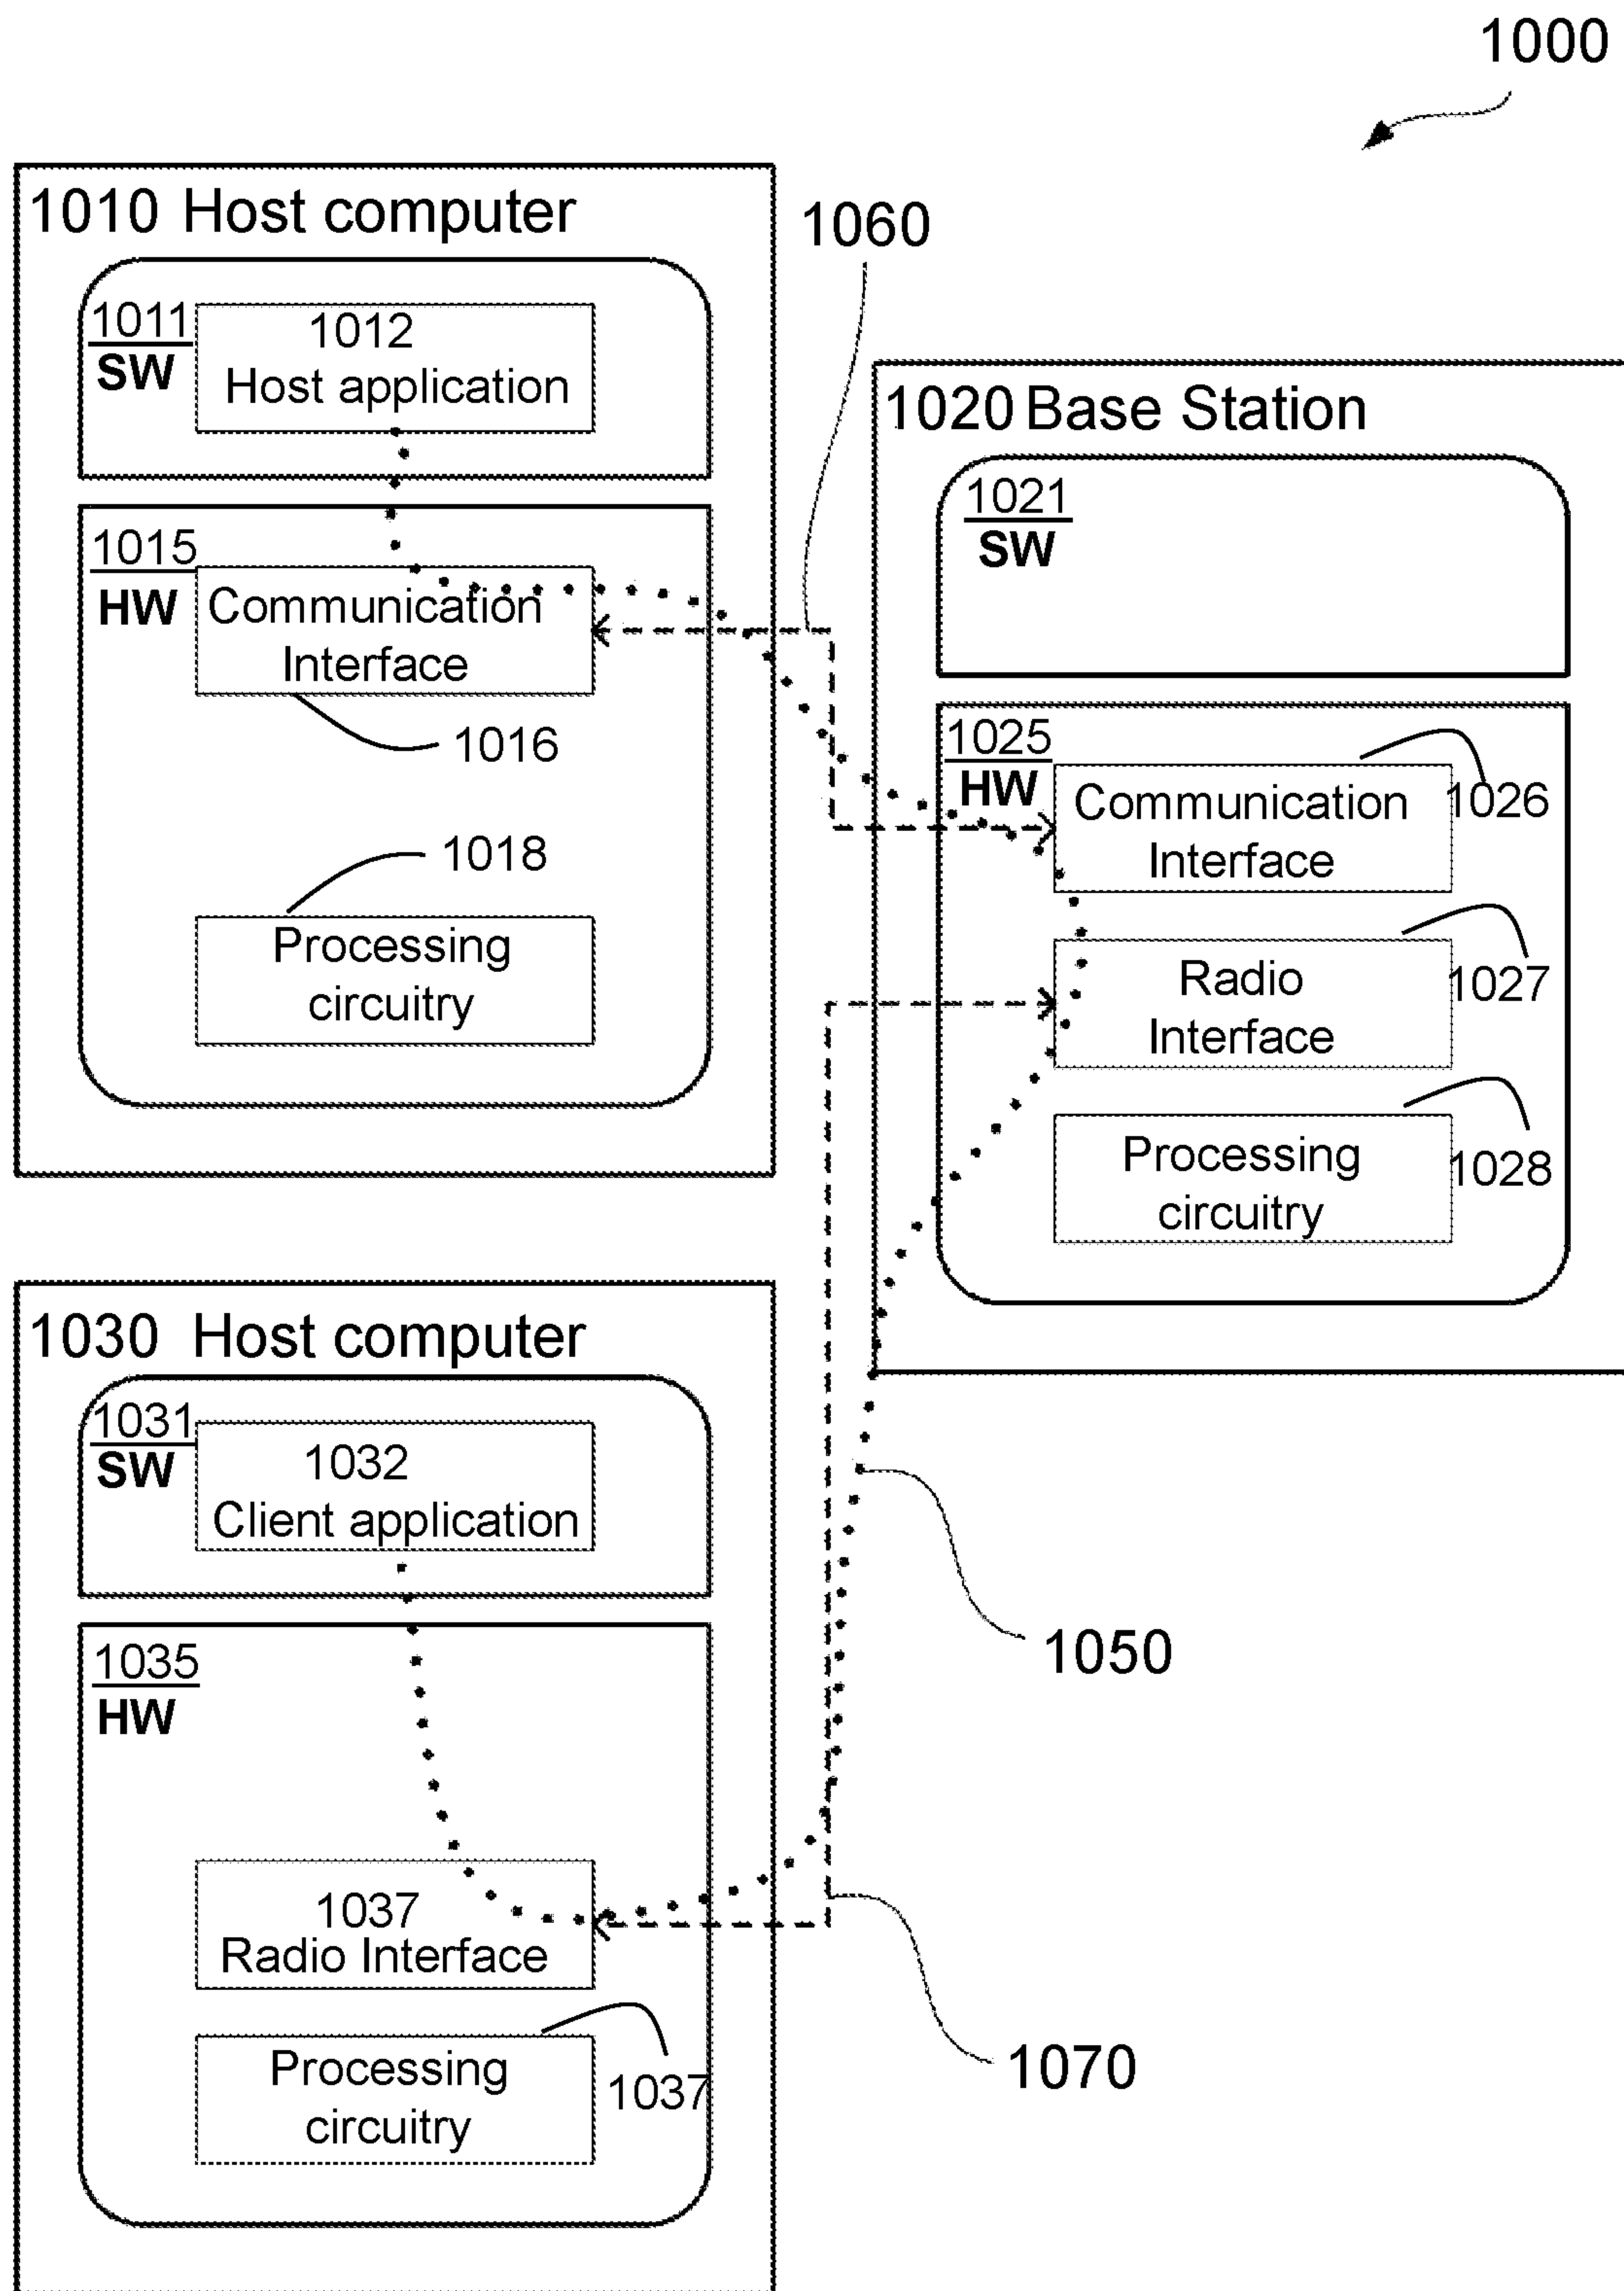 1000
1010 Host computer
1011
SW
1012
Host application
1015
HW
Communication
Interface
1016
1018
Processing
circuitry
1060
1020 Base Station
1021
SW
1025
HW
Communication
Interface
1026
Radio
Interface
1027
Processing
circuitry
1028
1030 Host computer
1031
SW
1032
Client application
1035
HW
1037
Radio Interface
Processing
circuitry
1037
1050
1070